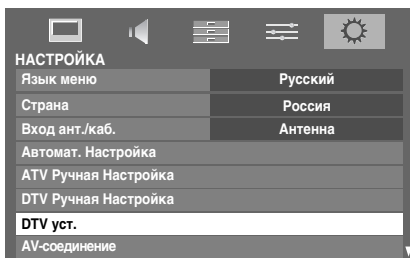 НАСТРОЙКА
Язык меню Русский
Страна Россия
Вход ант./каб. Антенна
Автомат. Настройка
ATV Ручная Настройка
DTV Ручная Настройка
DTV уст.
AV-соединение